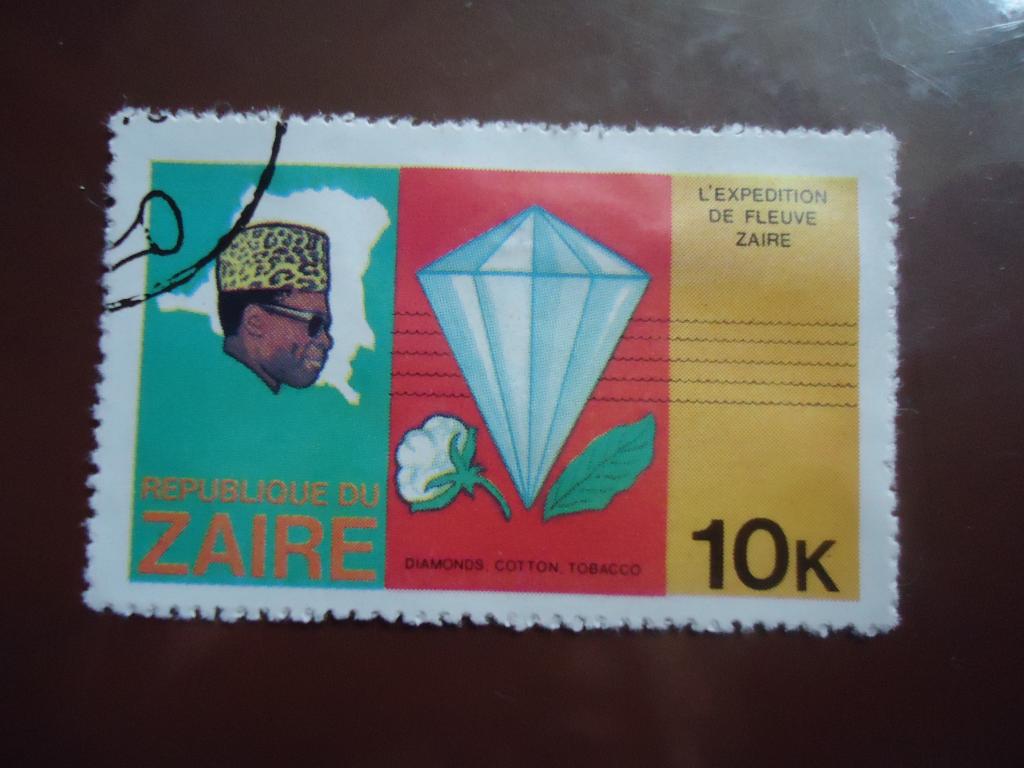 REPUBLIQUE DU
ZAIRE
DIAMONDS, COTTON, TOBACCO
L'EXPEDITION
DE FLEUVE
ZAIRE
10K